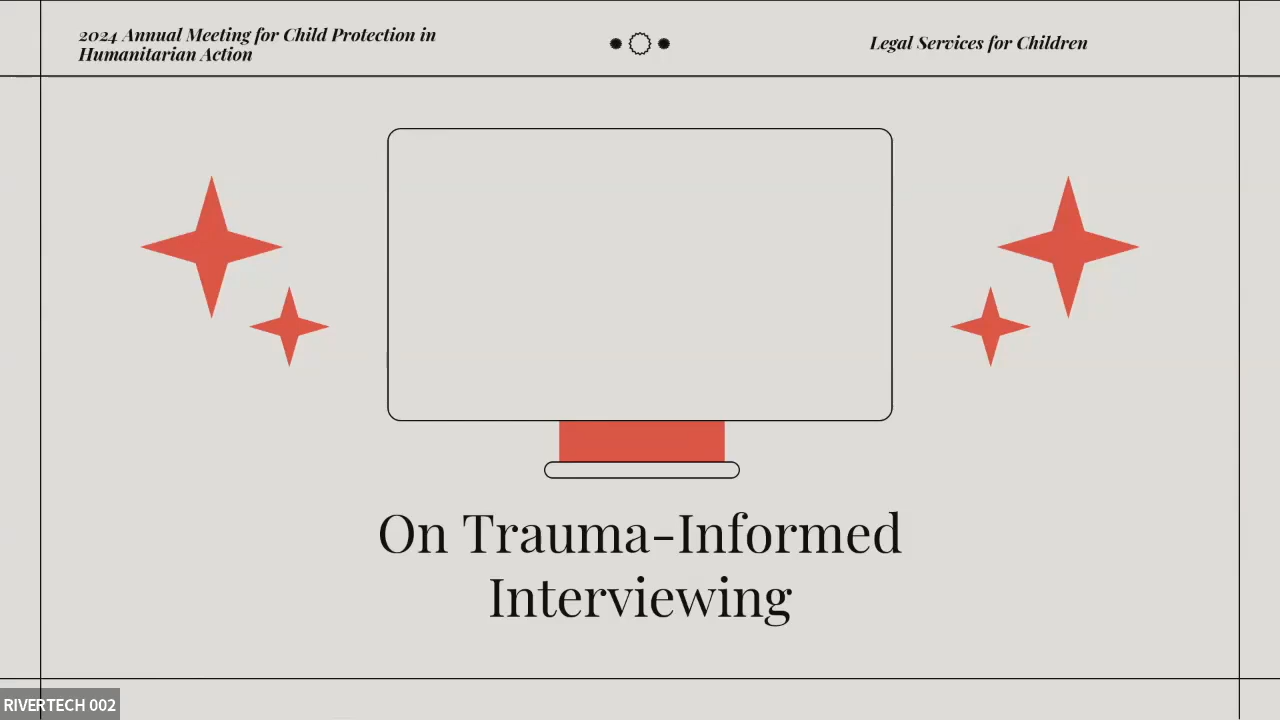 2024 Annual Meeting for Child Protection in
Humanitarian Action
Legal Services for Children
On Trauma-Informed
Interviewing
RIVERTECH 002